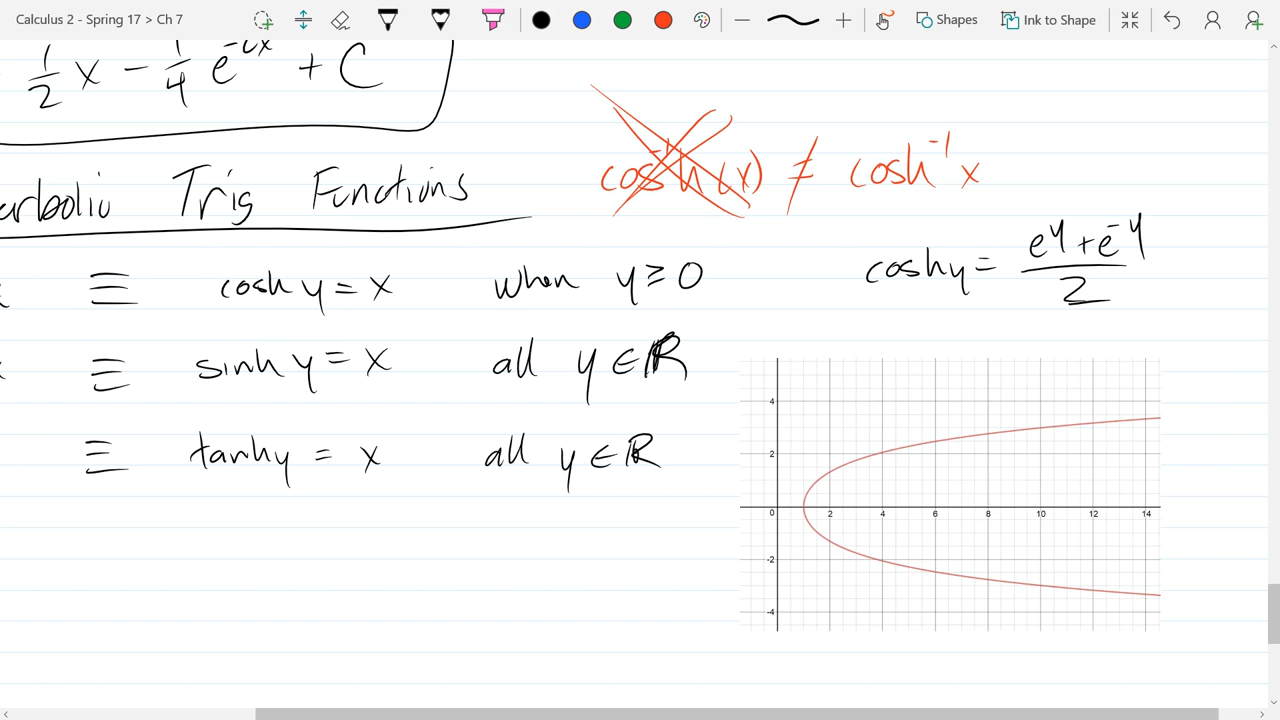 Calculus 2 - Spring 17 > Ch 7
Shapes
Ink to Shape
1/2 x - 1/4 e^-2x + C
cos^-1h(x) ≠ cosh^-1 x
Trig Functions
≡ cosh y = x when y ≥ 0
cosh y = (e^y + e^-y)/2
≡ sinh y = x all y ∈ ℝ
≡ tanh y = x all y ∈ ℝ
4
2
0 2 4 6 8 10 12 14
-2
-4